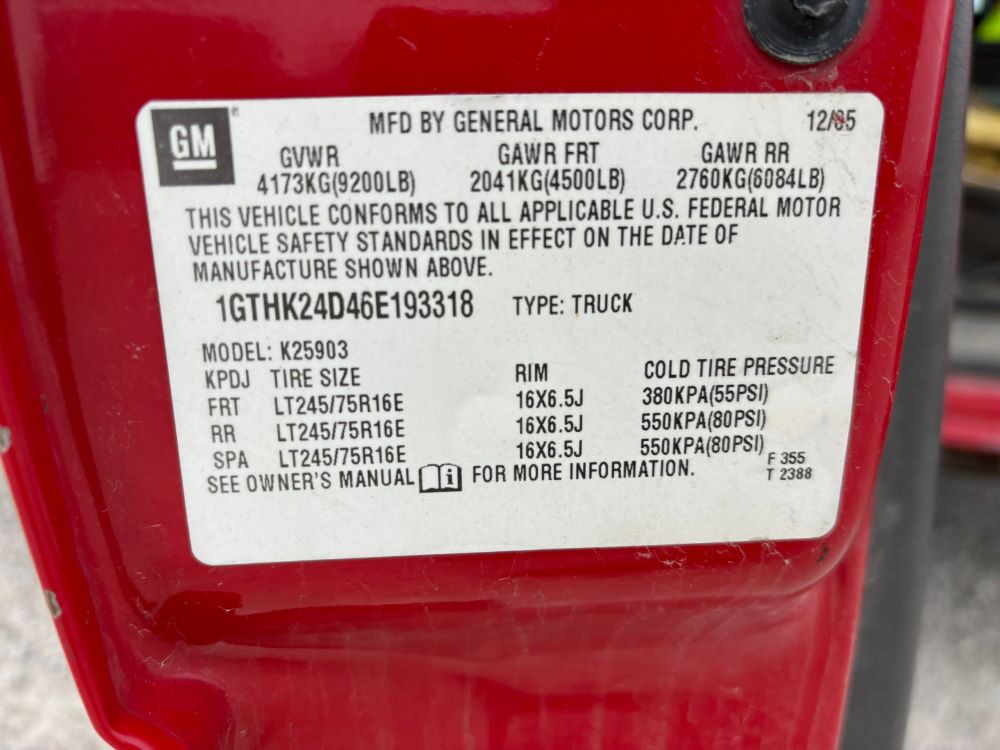 GM ®
MFD BY GENERAL MOTORS CORP. 12/05
GVWR GAWR FRT GAWR RR
4173KG(9200LB) 2041KG(4500LB) 2760KG(6084LB)
THIS VEHICLE CONFORMS TO ALL APPLICABLE U.S. FEDERAL MOTOR
VEHICLE SAFETY STANDARDS IN EFFECT ON THE DATE OF
MANUFACTURE SHOWN ABOVE.
1GTHK24D46E193318 TYPE: TRUCK
MODEL: K25903
KPDJ TIRE SIZE RIM COLD TIRE PRESSURE
FRT LT245/75R16E 16X6.5J 380KPA(55PSI)
RR LT245/75R16E 16X6.5J 550KPA(80PSI)
SPA LT245/75R16E 16X6.5J 550KPA(80PSI)
SEE OWNER'S MANUAL i FOR MORE INFORMATION.
F 355
T 2388